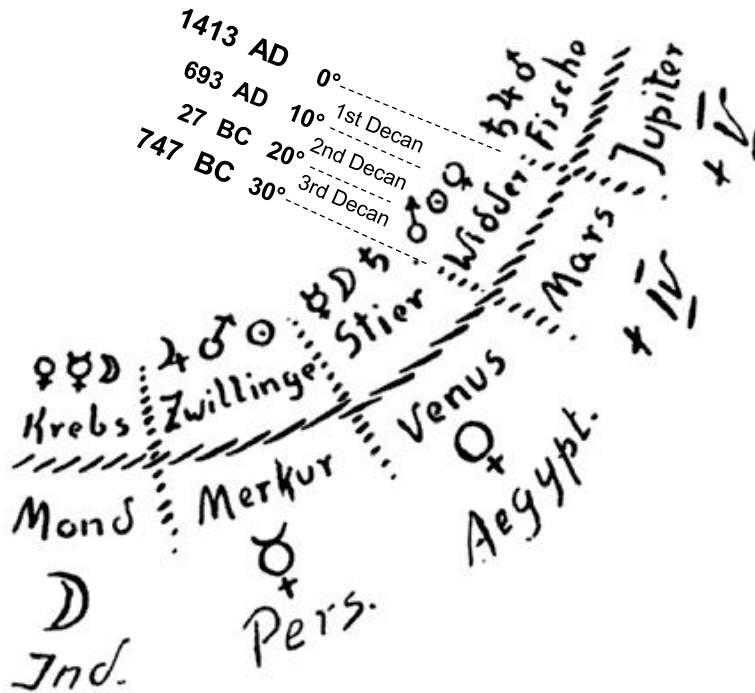 1413 AD 0°
1st Decan
693 AD 10°
2nd Decan
27 BC 20°
3rd Decan
747 BC 30°
♄ ♃ ♂
Fische
Jupiter
+ V
♂ ☉ ♀
Widder
Mars
+ IV
☿ ☽ ♄
Stier
Venus
♀
Aegypt.
♃ ♂ ☉
Zwillinge
Merkur
☿
Pers.
♀ ☿ ☽
Krebs
Mond
☽
Ind.